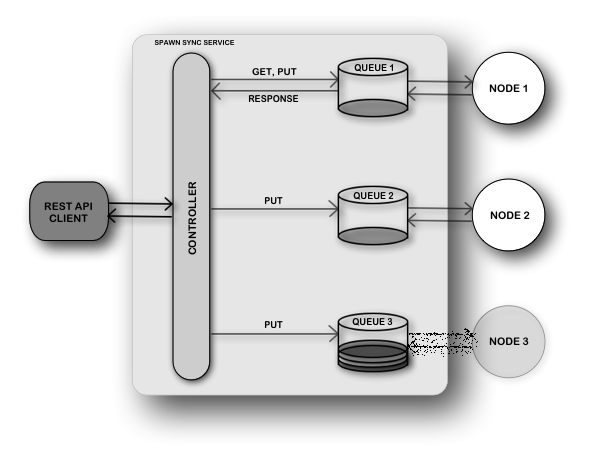 SPAWN SYNC SERVICE
GET, PUT
RESPONSE
QUEUE 1
NODE 1
REST API
CLIENT
CONTROLLER
PUT
QUEUE 2
NODE 2
PUT
QUEUE 3
NODE 3